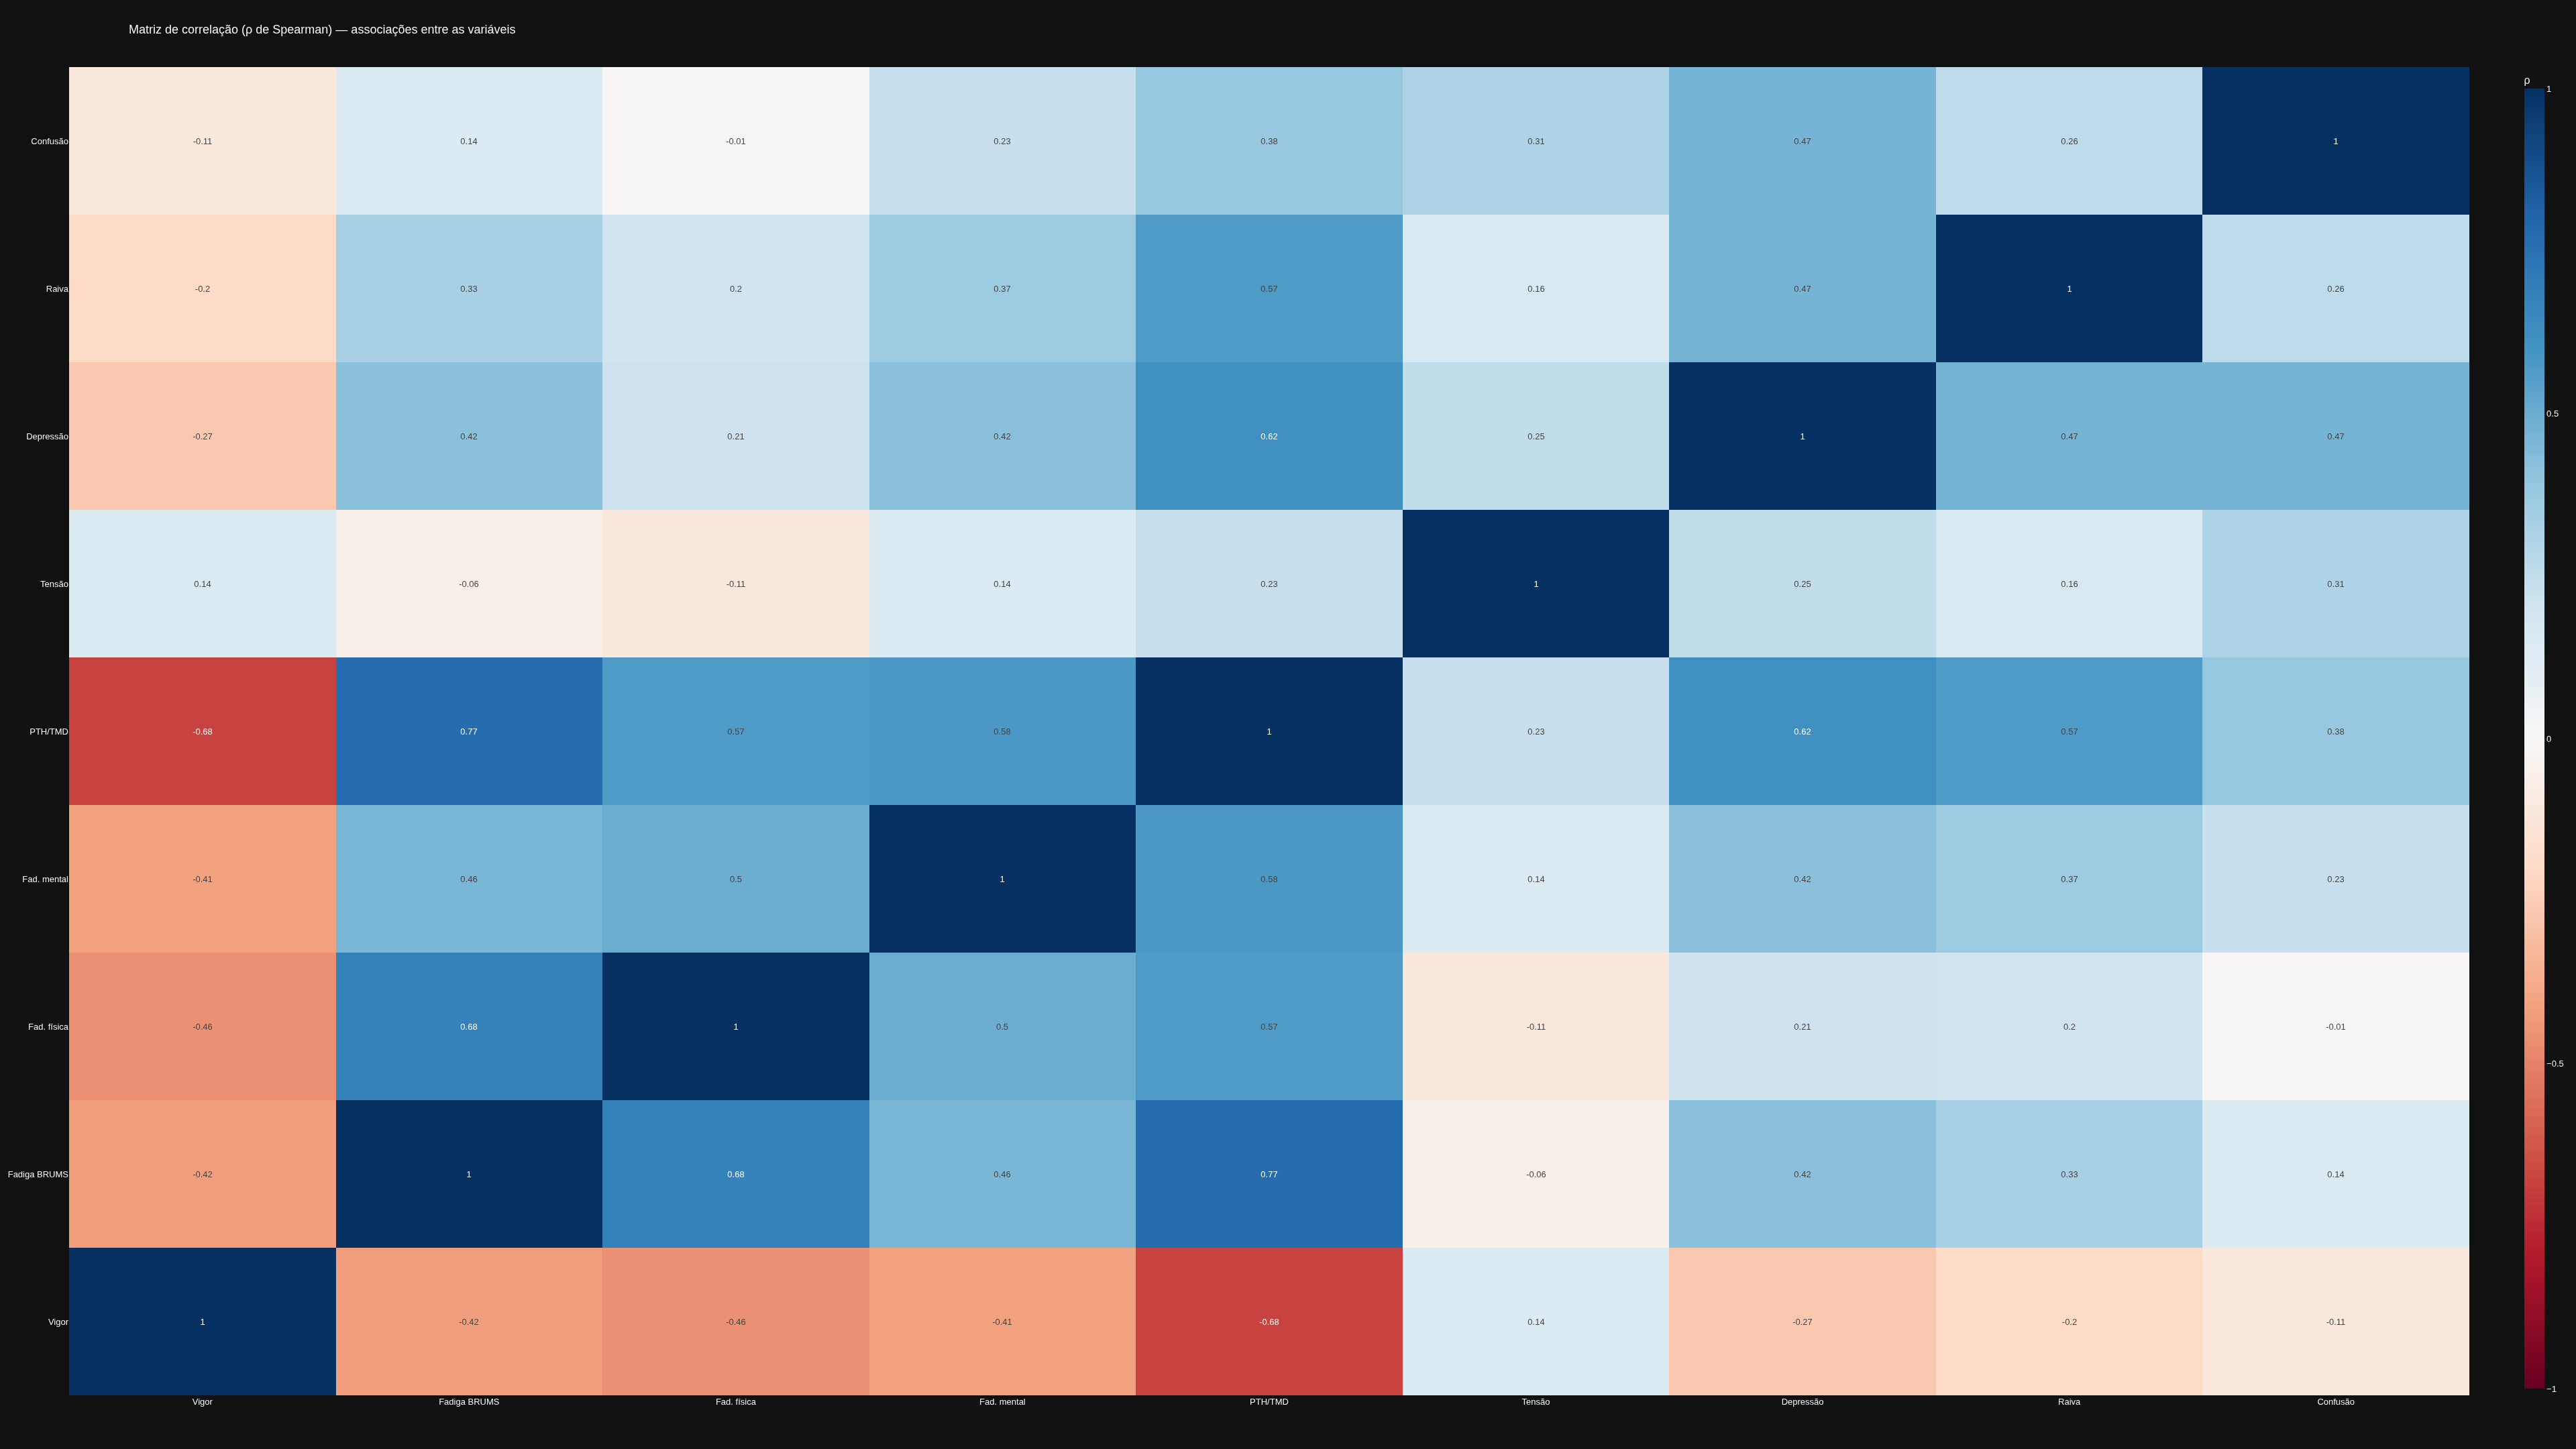 Matriz de correlação (ρ de Spearman) — associações entre as variáveis
ρ
1
Confusão -0.11 0.14 -0.01 0.23 0.38 0.31 0.47 0.26 1
Raiva -0.2 0.33 0.2 0.37 0.57 0.16 0.47 1 0.26
0.5
Depressão -0.27 0.42 0.21 0.42 0.62 0.25 1 0.47 0.47
Tensão 0.14 -0.06 -0.11 0.14 0.23 1 0.25 0.16 0.31
PTH/TMD -0.68 0.77 0.57 0.58 1 0.23 0.62 0.57 0.38
0
Fad. mental -0.41 0.46 0.5 1 0.58 0.14 0.42 0.37 0.23
Fad. física -0.46 0.68 1 0.5 0.57 -0.11 0.21 0.2 -0.01
−0.5
Fadiga BRUMS -0.42 1 0.68 0.46 0.77 -0.06 0.42 0.33 0.14
Vigor 1 -0.42 -0.46 -0.41 -0.68 0.14 -0.27 -0.2 -0.11
−1
Vigor Fadiga BRUMS Fad. física Fad. mental PTH/TMD Tensão Depressão Raiva Confusão